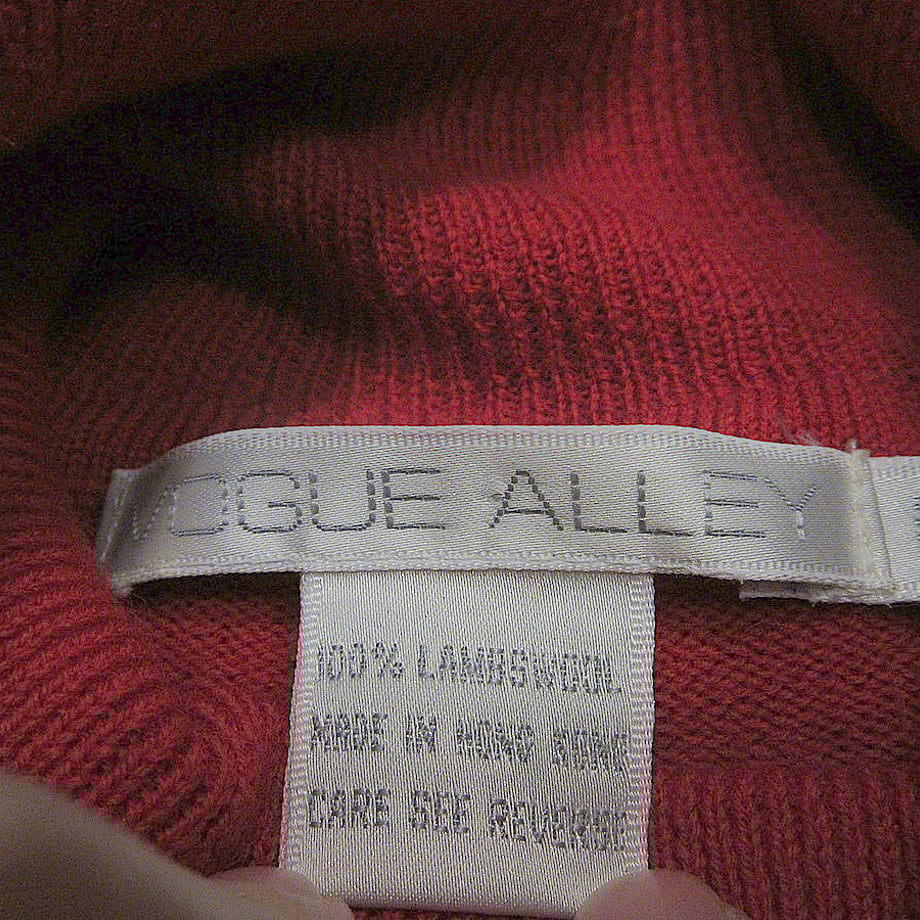 VOGUE ALLEY
100% LAMBSWOOL
MADE IN HONG KONG
CARE SEE REVERSE